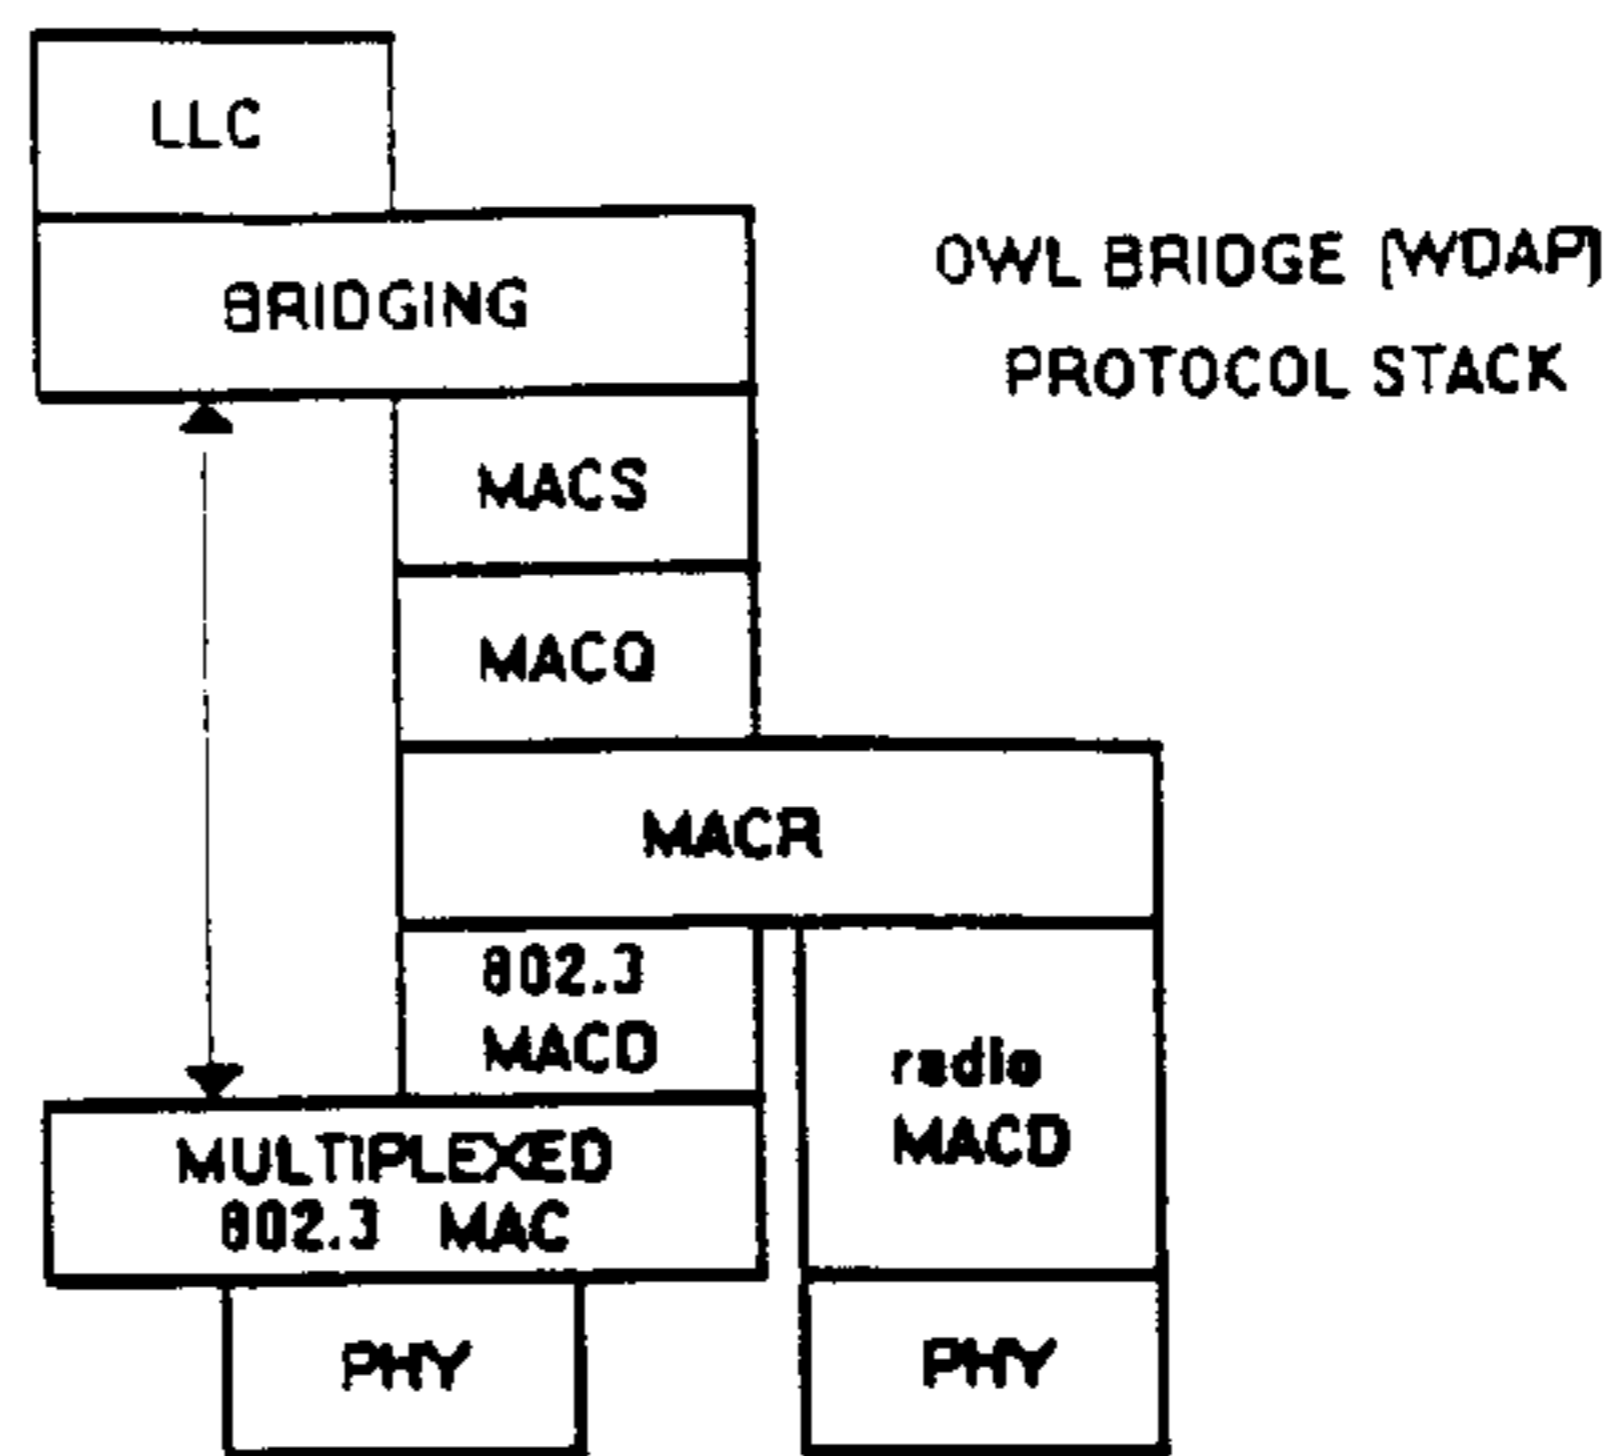 LLC
BRIDGING
OWL BRIDGE (WDAP)
PROTOCOL STACK
MACS
MACQ
MACR
802.3
MACD
radio
MACD
MULTIPLEXED
802.3 MAC
PHY
PHY